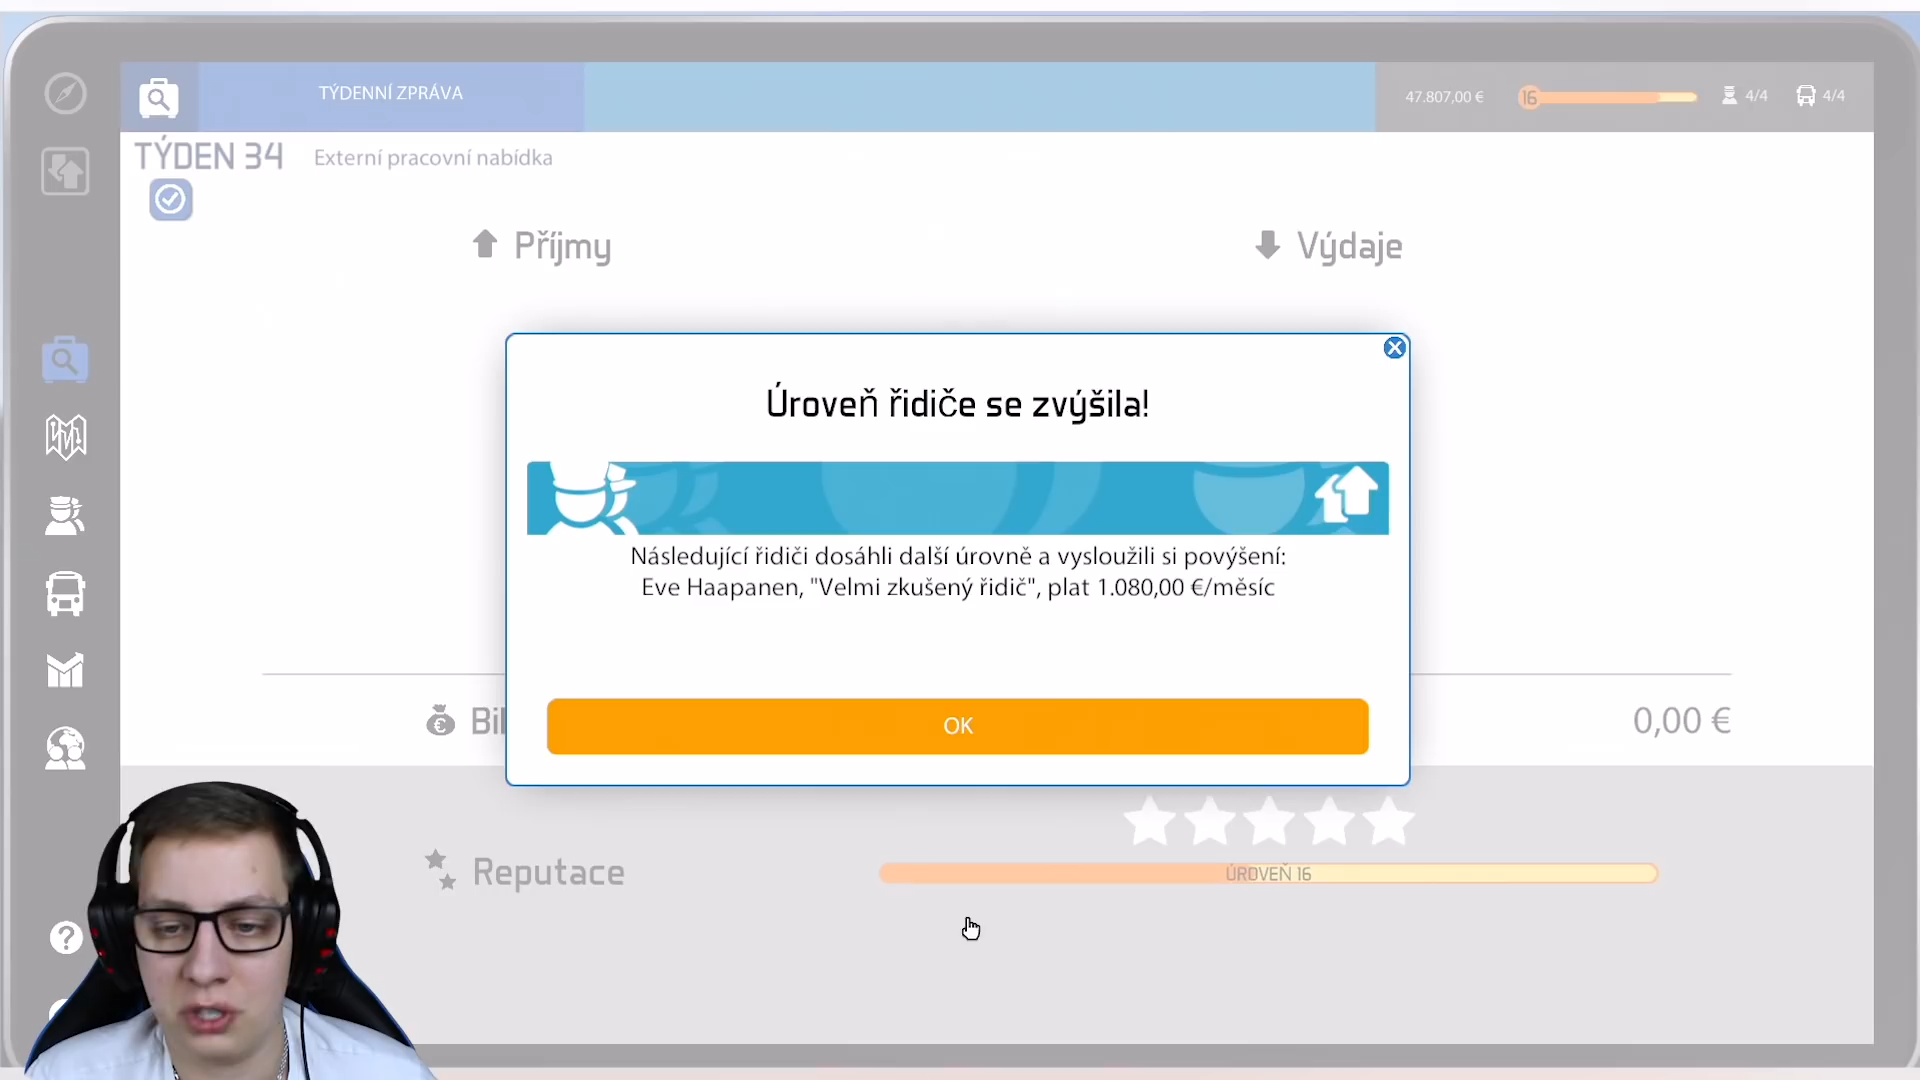 TÝDENNÍ ZPRÁVA
47.807,00 €
16
4/4
4/4
TÝDEN 34
Externí pracovní nabídka
Příjmy
Výdaje
Úroveň řidiče se zvýšila!
Následující řidiči dosáhli další úrovně a vysloužili si povýšení:
Eve Haapanen, "Velmi zkušený řidič", plat 1.080,00 €/měsíc
OK
Bil
0,00 €
Reputace
ÚROVEŇ 16